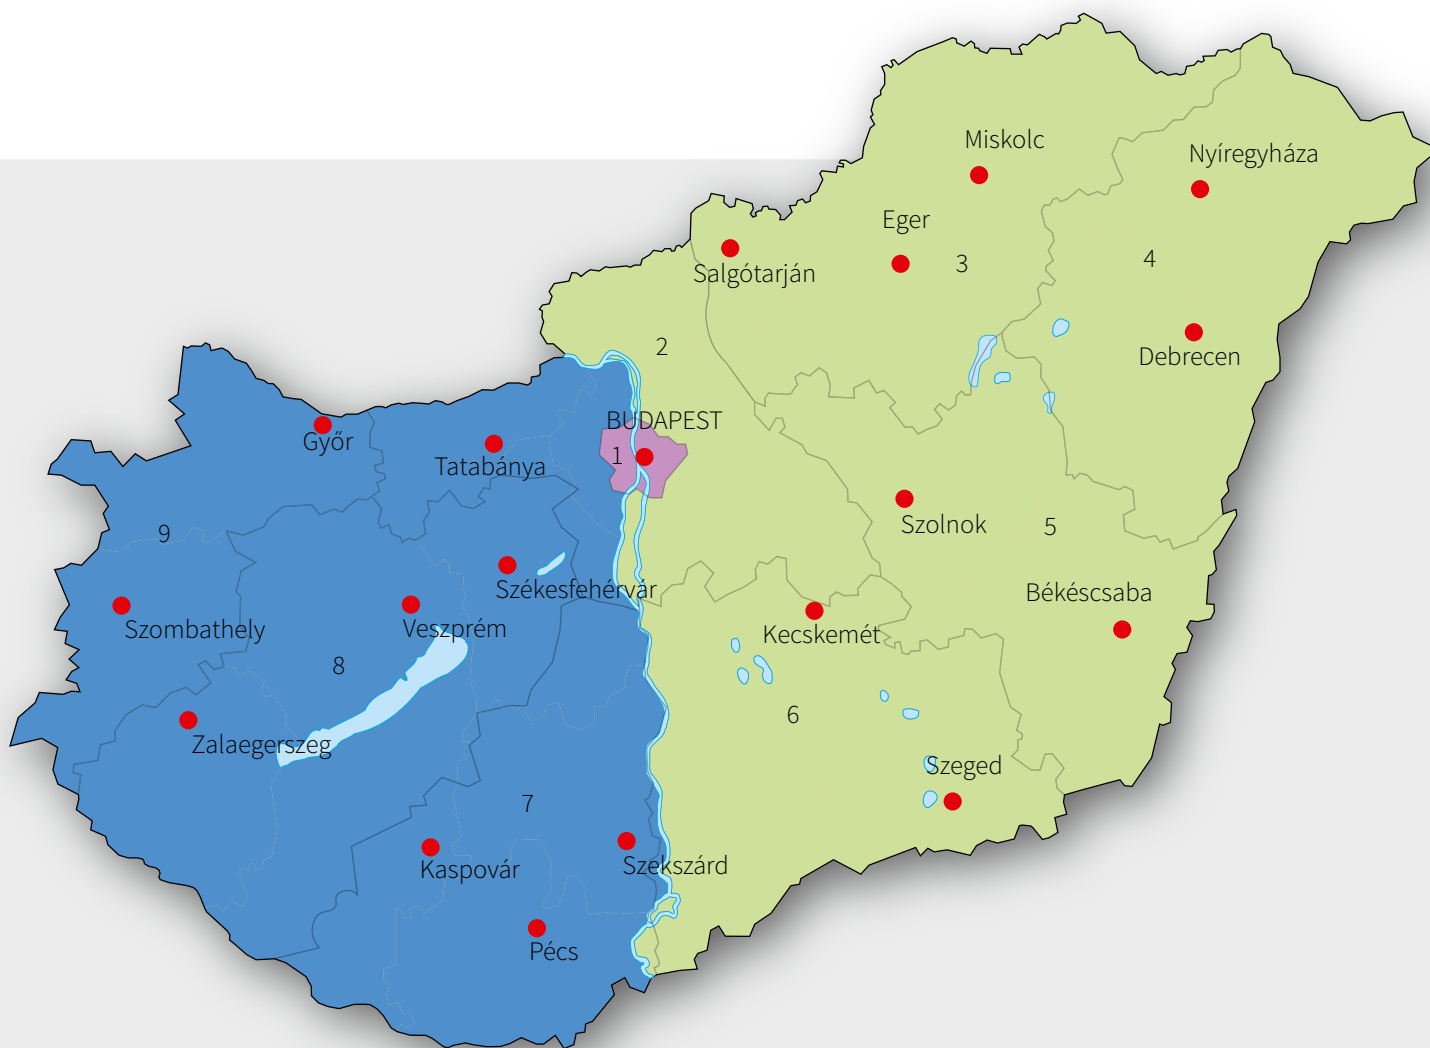 Miskolc
Nyíregyháza
Eger
3
4
Salgótarján
2
Debrecen
BUDAPEST
Győr
1
Tatabánya
Szolnok
5
9
Székesfehérvár
Békéscsaba
Szombathely
Veszprém
Kecskemét
8
6
Zalaegerszeg
Szeged
7
Kaspovár
Szekszárd
Pécs